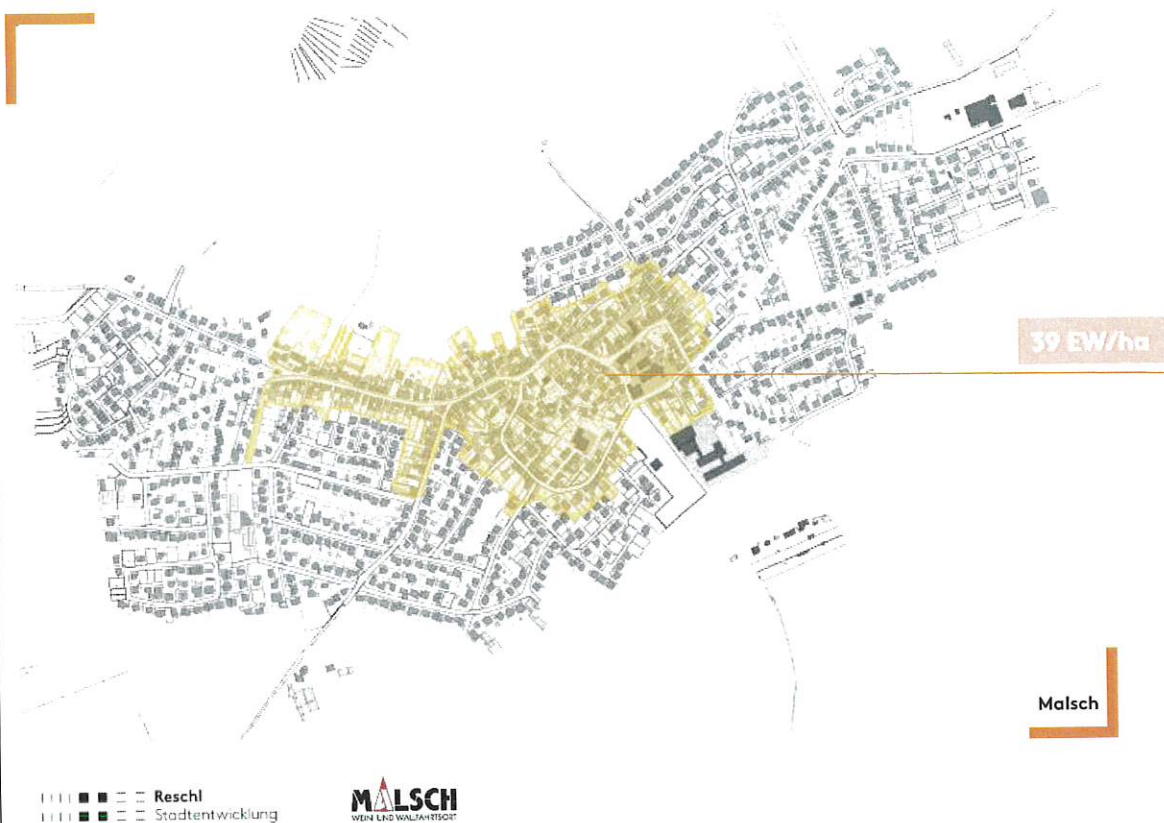 39 EW/ha
Malsch
Reschl
Stadtentwicklung
MALSCH
WEIN UND WALLFAHRTSORT